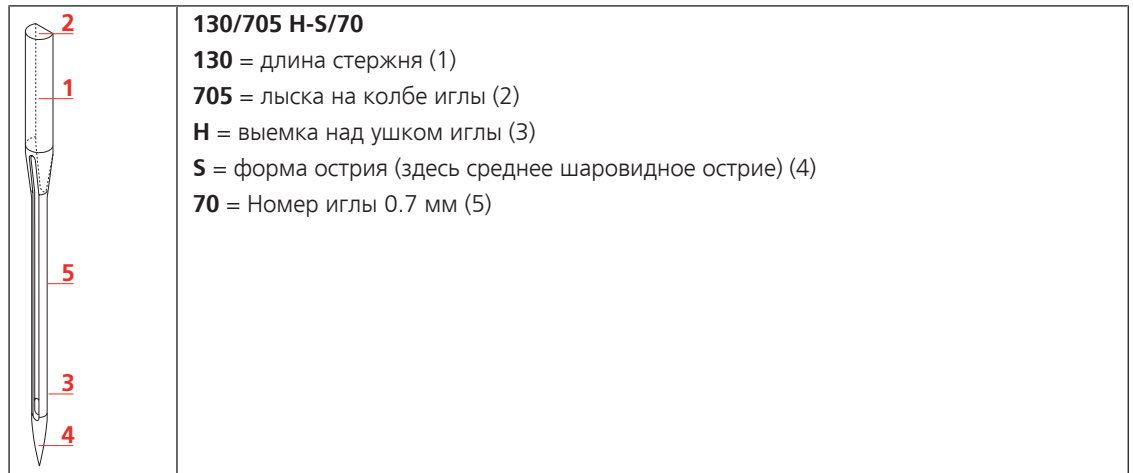 2
1
5
3
4
130/705 H-S/70
130 = длина стержня (1)
705 = лыска на колбе иглы (2)
H = выемка над ушком иглы (3)
S = форма острия (здесь среднее шаровидное острие) (4)
70 = Номер иглы 0.7 мм (5)